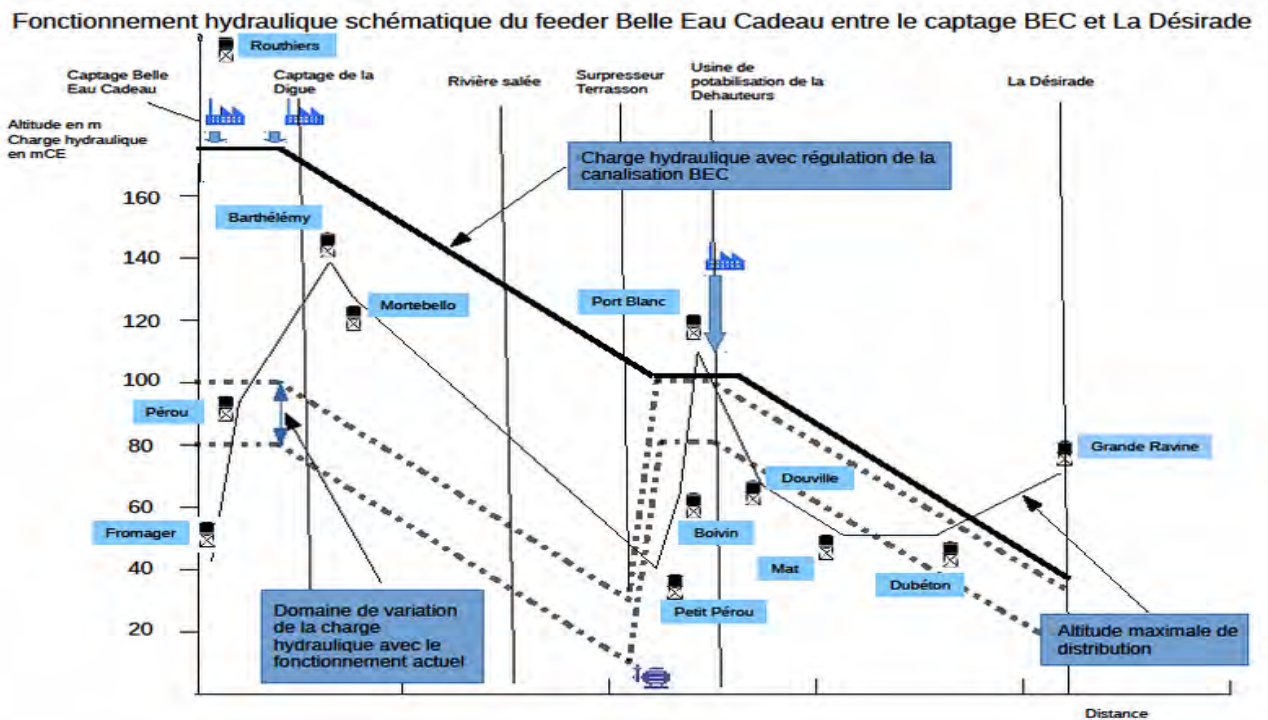 Fonctionnement hydraulique schématique du feeder Belle Eau Cadeau entre le captage BEC et La Désirade
Routhiers
Captage Belle
Eau Cadeau
Captage de la
Digue
Rivière salée
Surpresseur
Terrasson
Usine de
potabilisation de la
Dehauteurs
La Désirade
Altitude en m
Charge hydraulique
en mCE
Charge hydraulique avec régulation de la
canalisation BEC
160
Barthélémy
140
Mortebello
Port Blanc
120
100
Pérou
80
Grande Ravine
Douville
60
Fromager
Boivin
40
Mat
Dubéton
Petit Pérou
Domaine de variation
de la charge
hydraulique avec le
fonctionnement actuel
20
Altitude maximale de
distribution
Distance